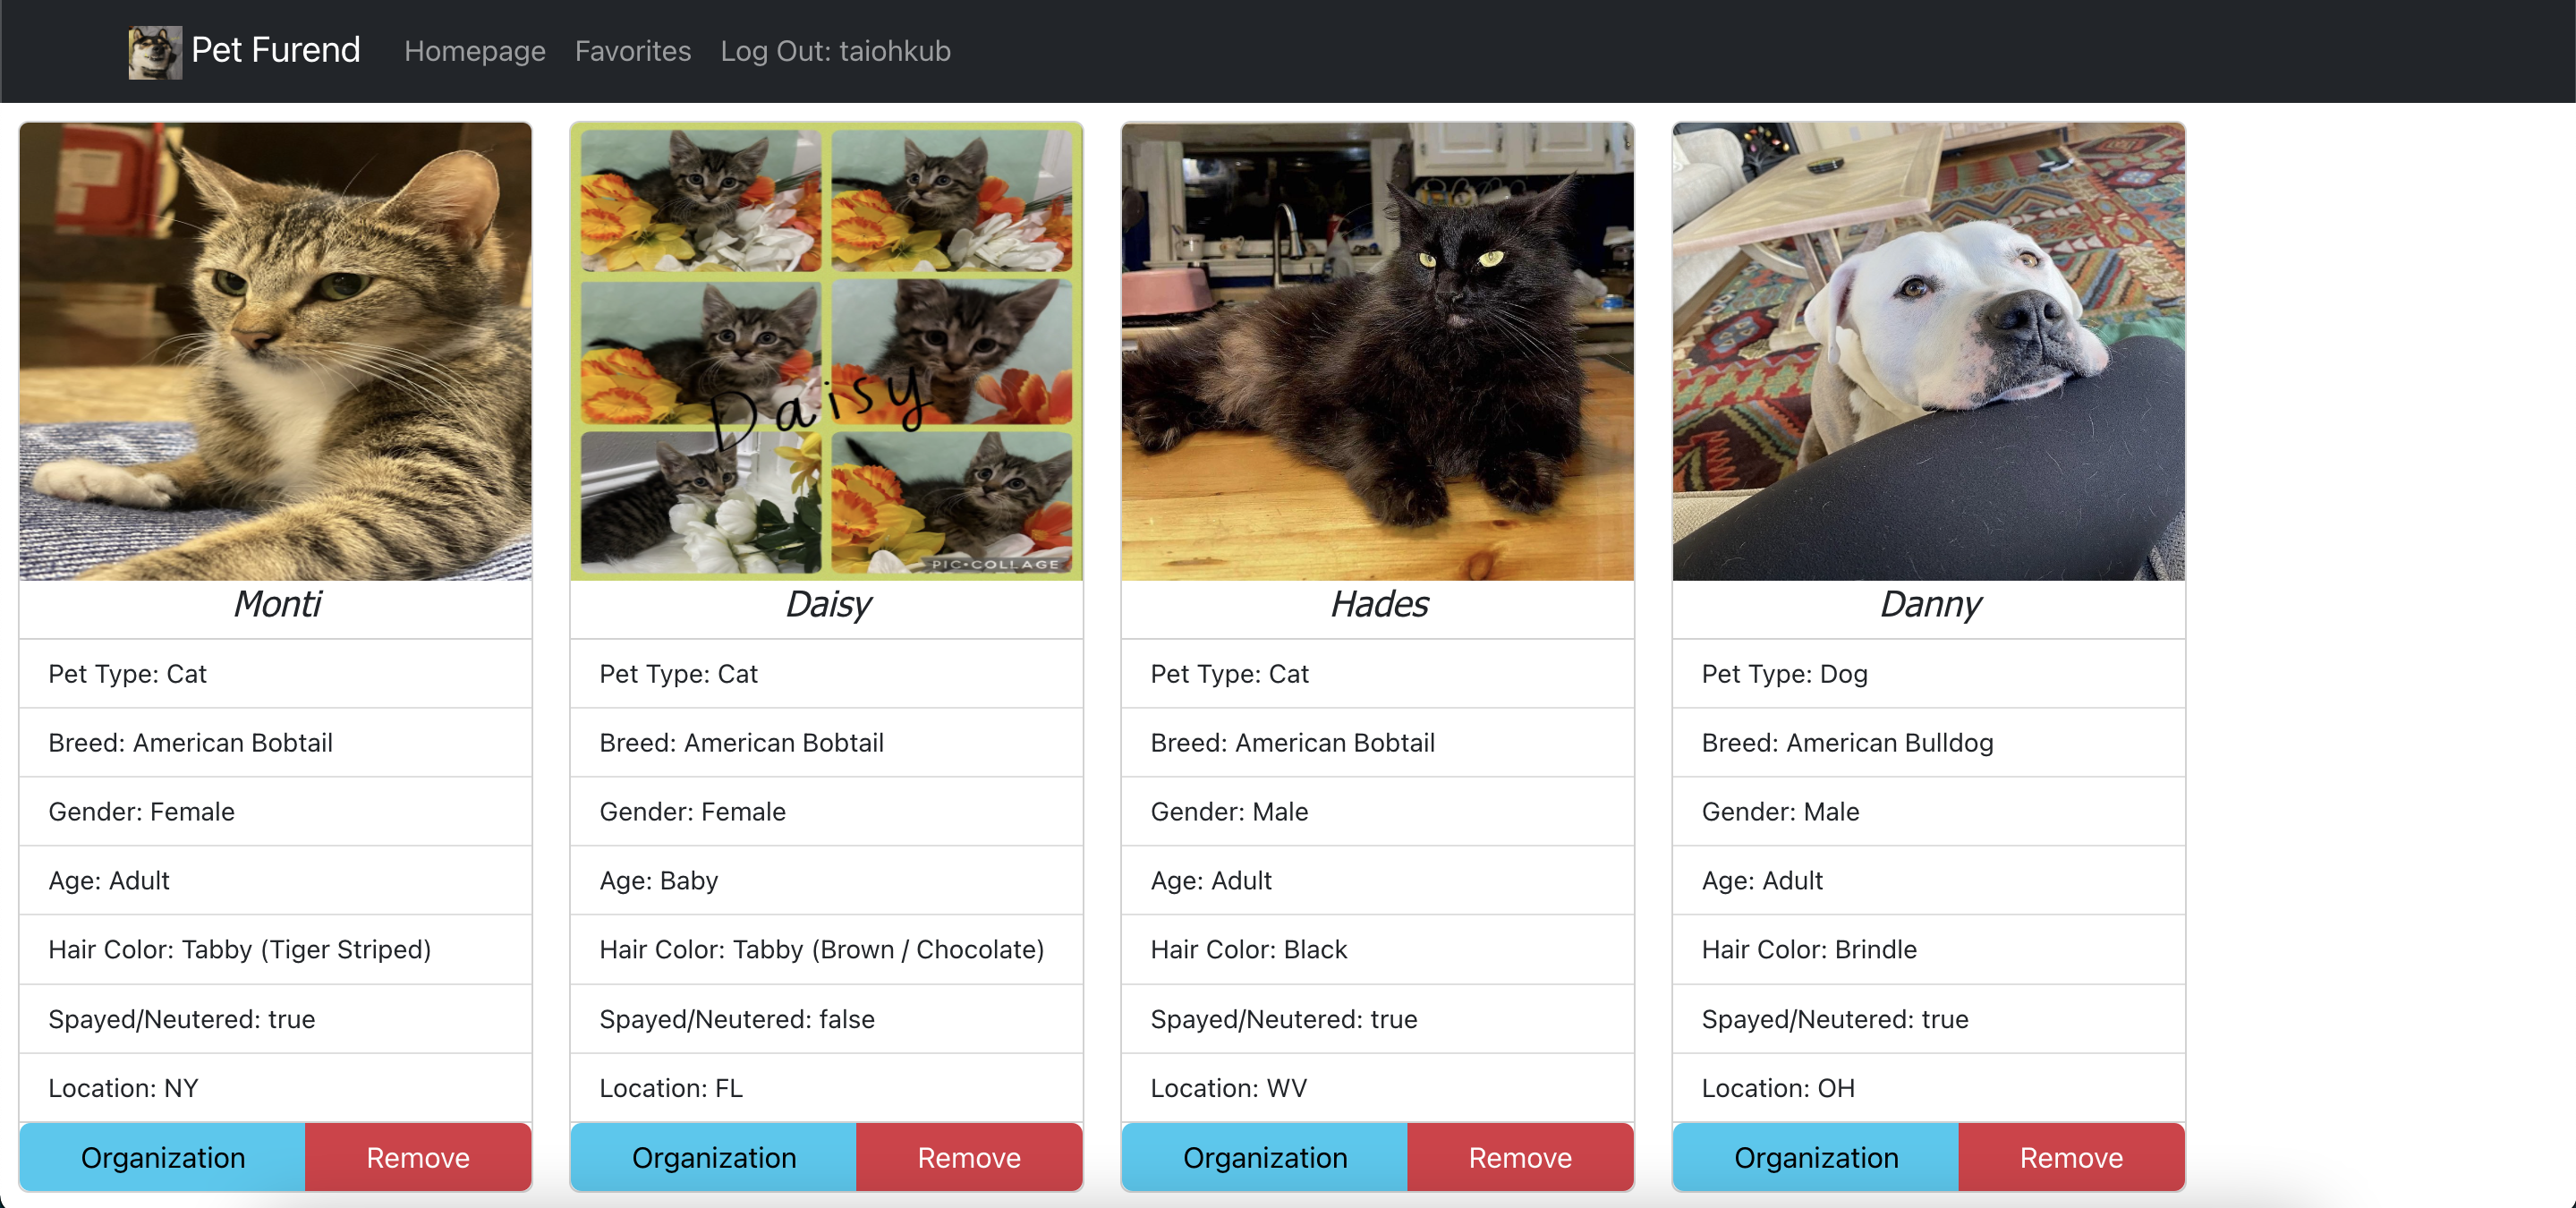 Pet Furend Homepage Favorites Log Out: taiohkub
Daisy
PIC•COLLAGE
Monti
Pet Type: Cat
Breed: American Bobtail
Gender: Female
Age: Adult
Hair Color: Tabby (Tiger Striped)
Spayed/Neutered: true
Location: NY
Organization Remove
Daisy
Pet Type: Cat
Breed: American Bobtail
Gender: Female
Age: Baby
Hair Color: Tabby (Brown / Chocolate)
Spayed/Neutered: false
Location: FL
Organization Remove
Hades
Pet Type: Cat
Breed: American Bobtail
Gender: Male
Age: Adult
Hair Color: Black
Spayed/Neutered: true
Location: WV
Organization Remove
Danny
Pet Type: Dog
Breed: American Bulldog
Gender: Male
Age: Adult
Hair Color: Brindle
Spayed/Neutered: true
Location: OH
Organization Remove